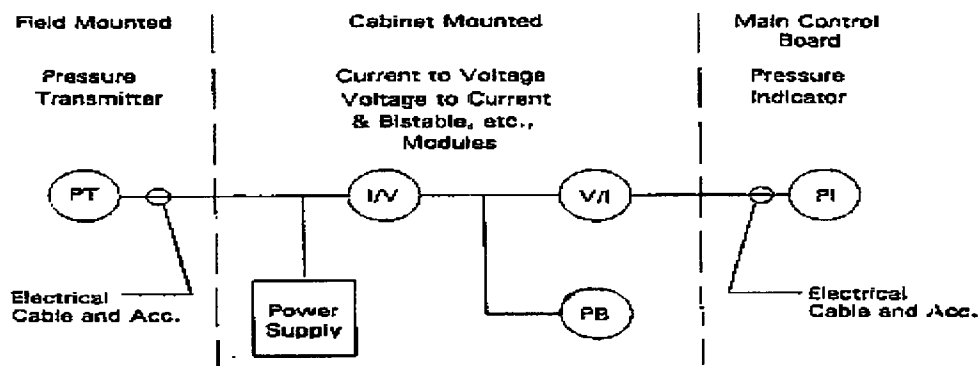 Field Mounted
Cabinet Mounted
Main Control
Board
Pressure
Transmitter
Current to Voltage
Voltage to Current
& Bistable, etc.,
Modules
Pressure
Indicator
PT
I/V
V/I
PI
Electrical
Cable and Acc.
Power
Supply
PB
Electrical
Cable and Acc.